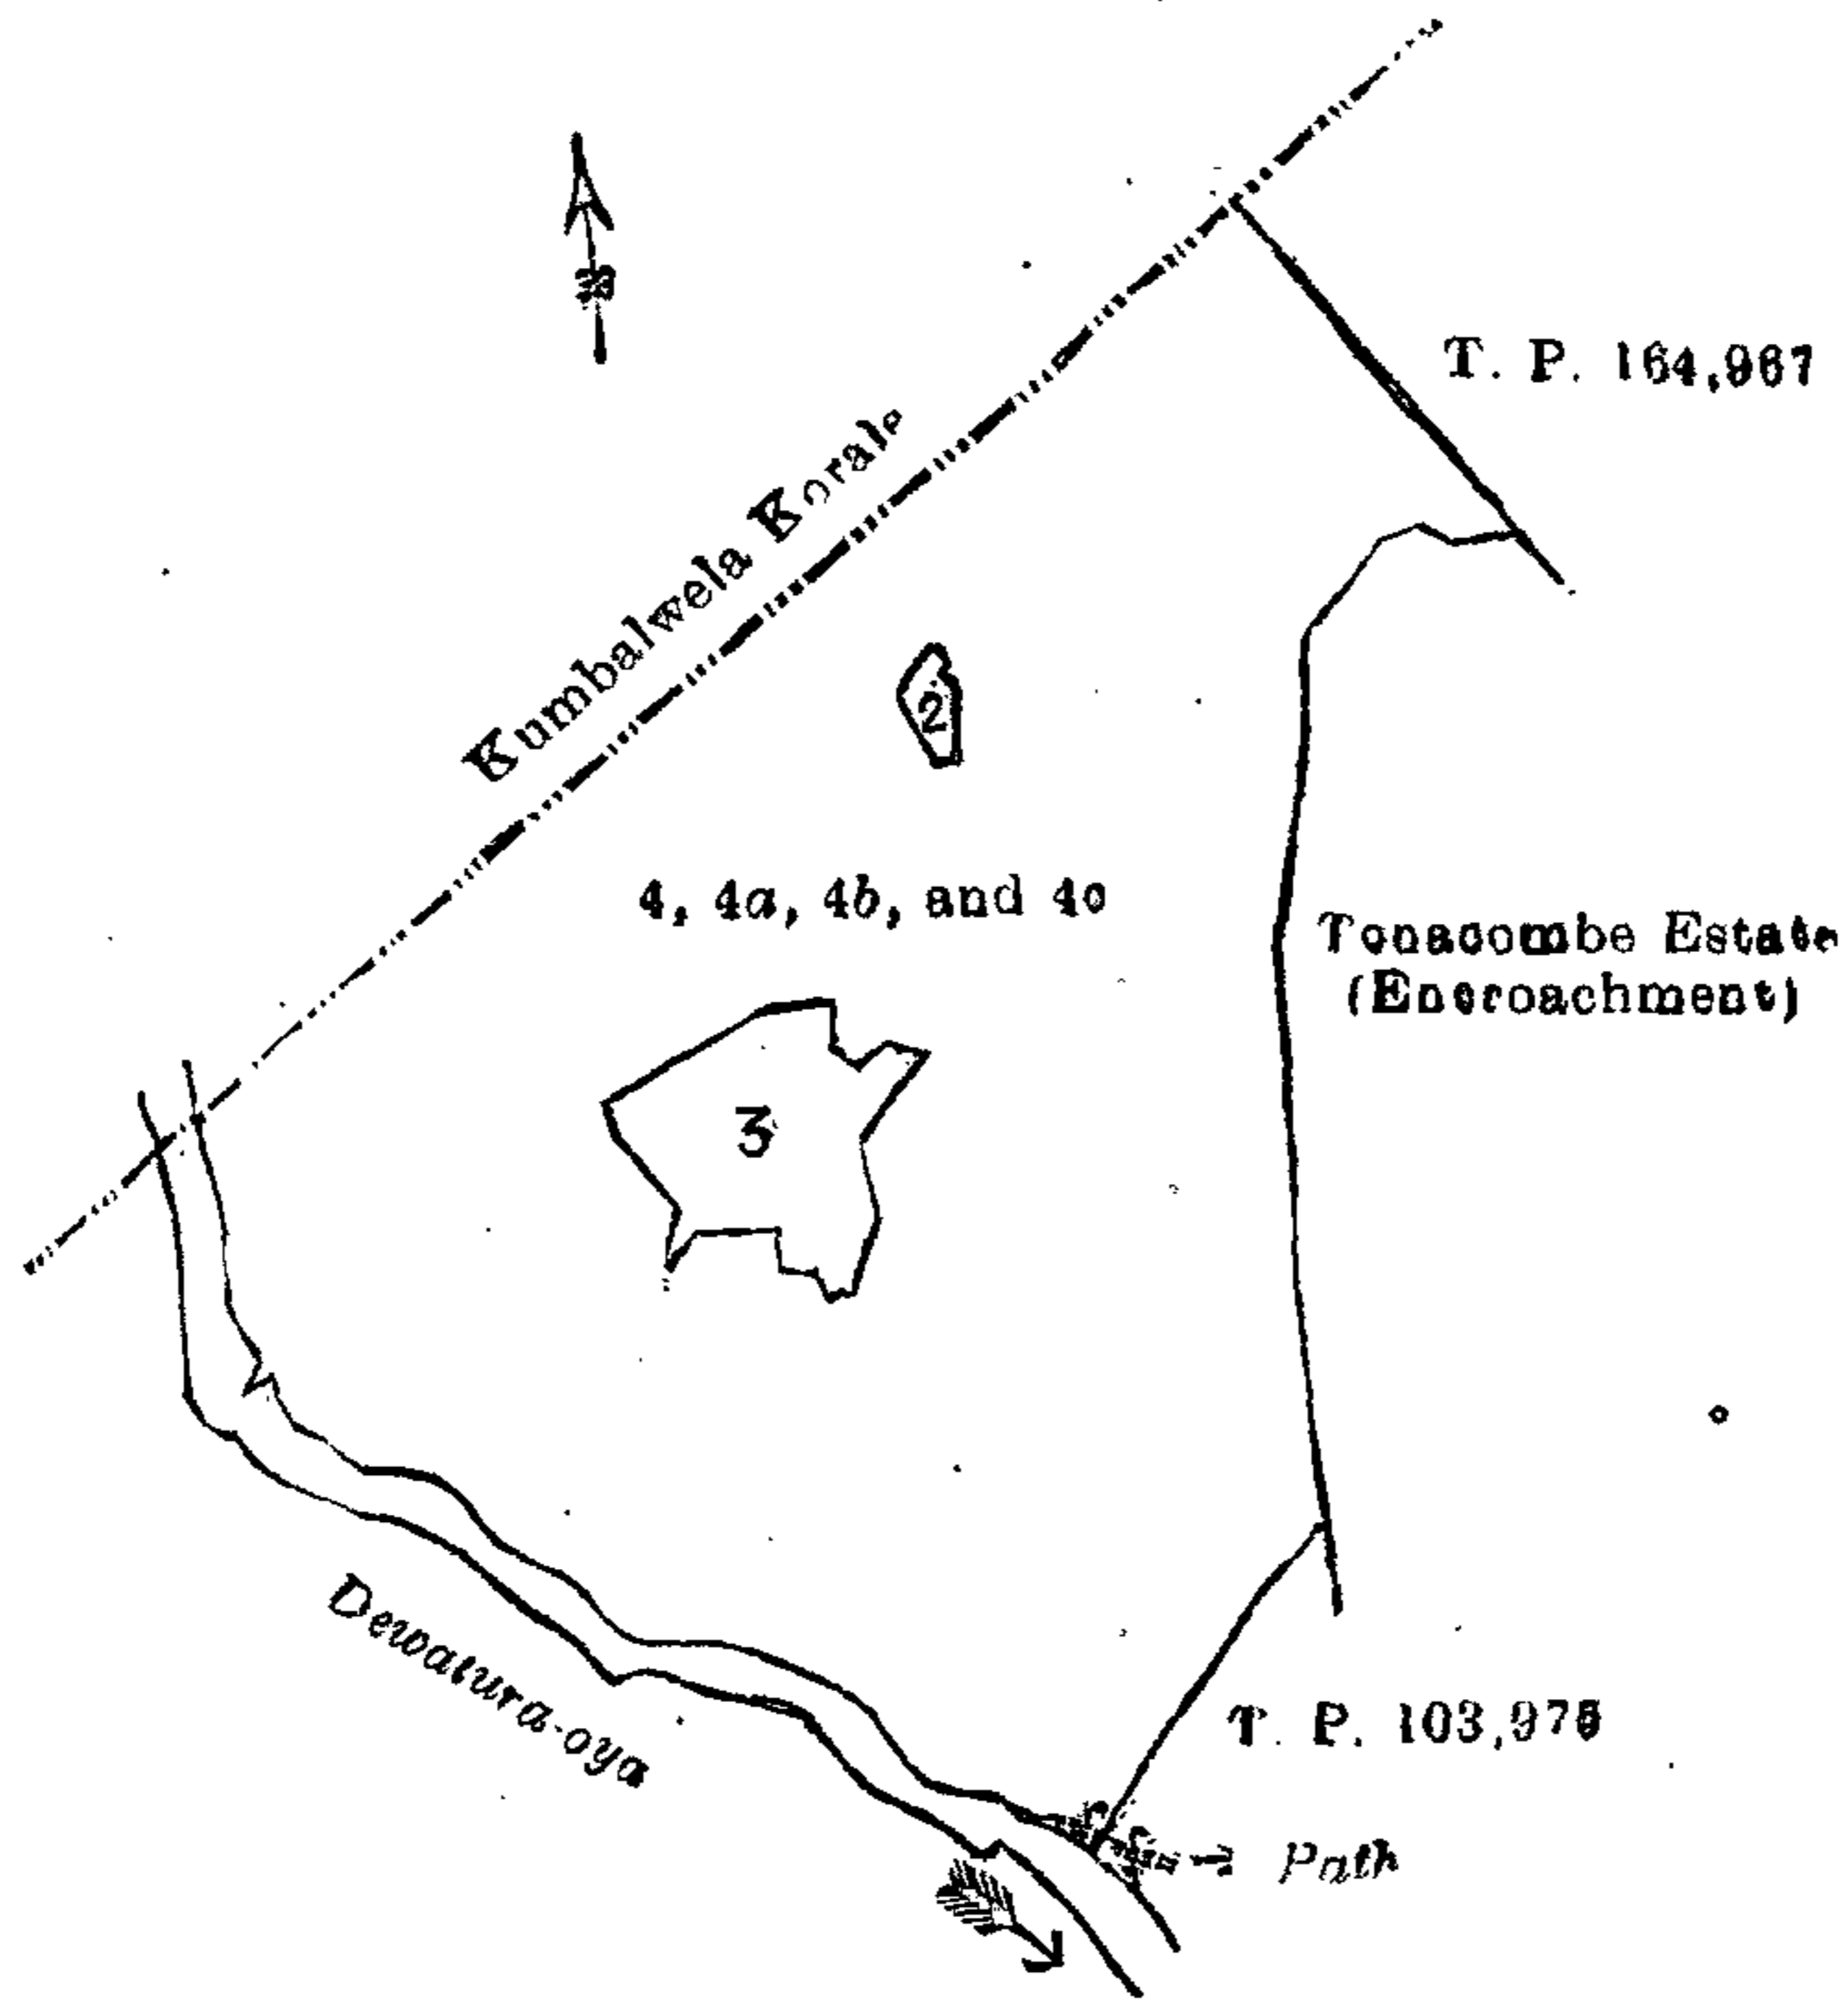 T. P. 164,967
Kumbalwela Korale
2
4, 4a, 4b, and 4c
Tonacombe Estate
(Encroachment)
3
Dewatura-oya
T. P. 103,976
Path